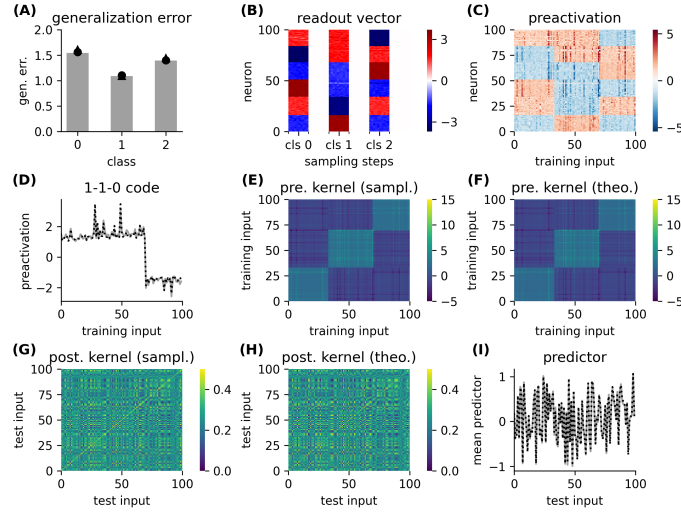 (A) generalization error
gen. err.
2.0
1.5
1.0
0.5
0.0
0 1 2
class
(B) readout vector
neuron
100
50
0
cls 0 cls 1 cls 2
sampling steps
3
0
−3
(C) preactivation
neuron
100
75
50
25
0
0 50 100
training input
5
0
−5
(D) 1-1-0 code
preactivation
2
0
−2
0 50 100
training input
(E) pre. kernel (sampl.)
training input
100
75
50
25
0
0 50 100
training input
15
10
5
0
−5
(F) pre. kernel (theo.)
training input
100
75
50
25
0
0 50 100
training input
15
10
5
0
−5
(G) post. kernel (sampl.)
test input
100
75
50
25
0
0 50 100
test input
0.4
0.2
0.0
(H) post. kernel (theo.)
test input
100
75
50
25
0
0 50 100
test input
0.4
0.2
0.0
(I) predictor
mean predictor
1
0
−1
0 100
test input